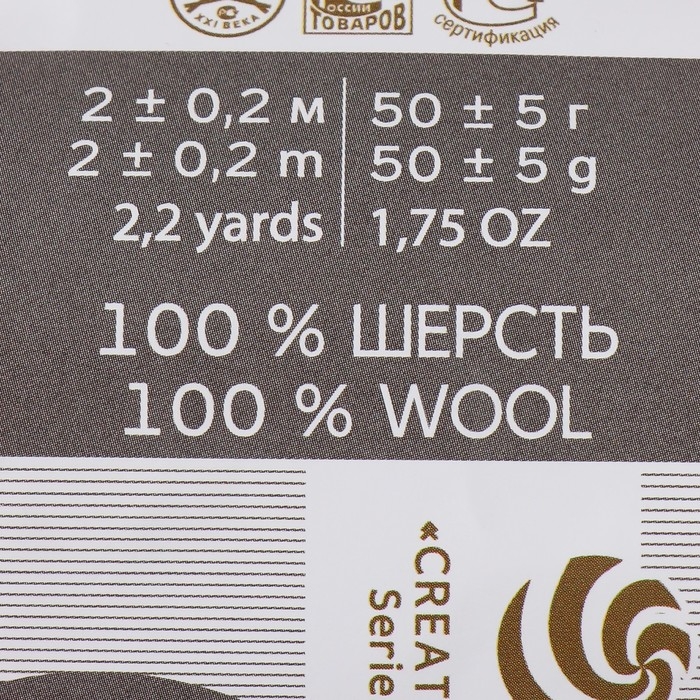 XXI ВЕКА
РОССИИ
ТОВАРОВ
сертификация
2 ± 0,2 м
50 ± 5 г
2 ± 0,2 m
50 ± 5 g
2,2 yards
1,75 OZ
100 % ШЕРСТЬ
100 % WOOL
«CREAT
Serie